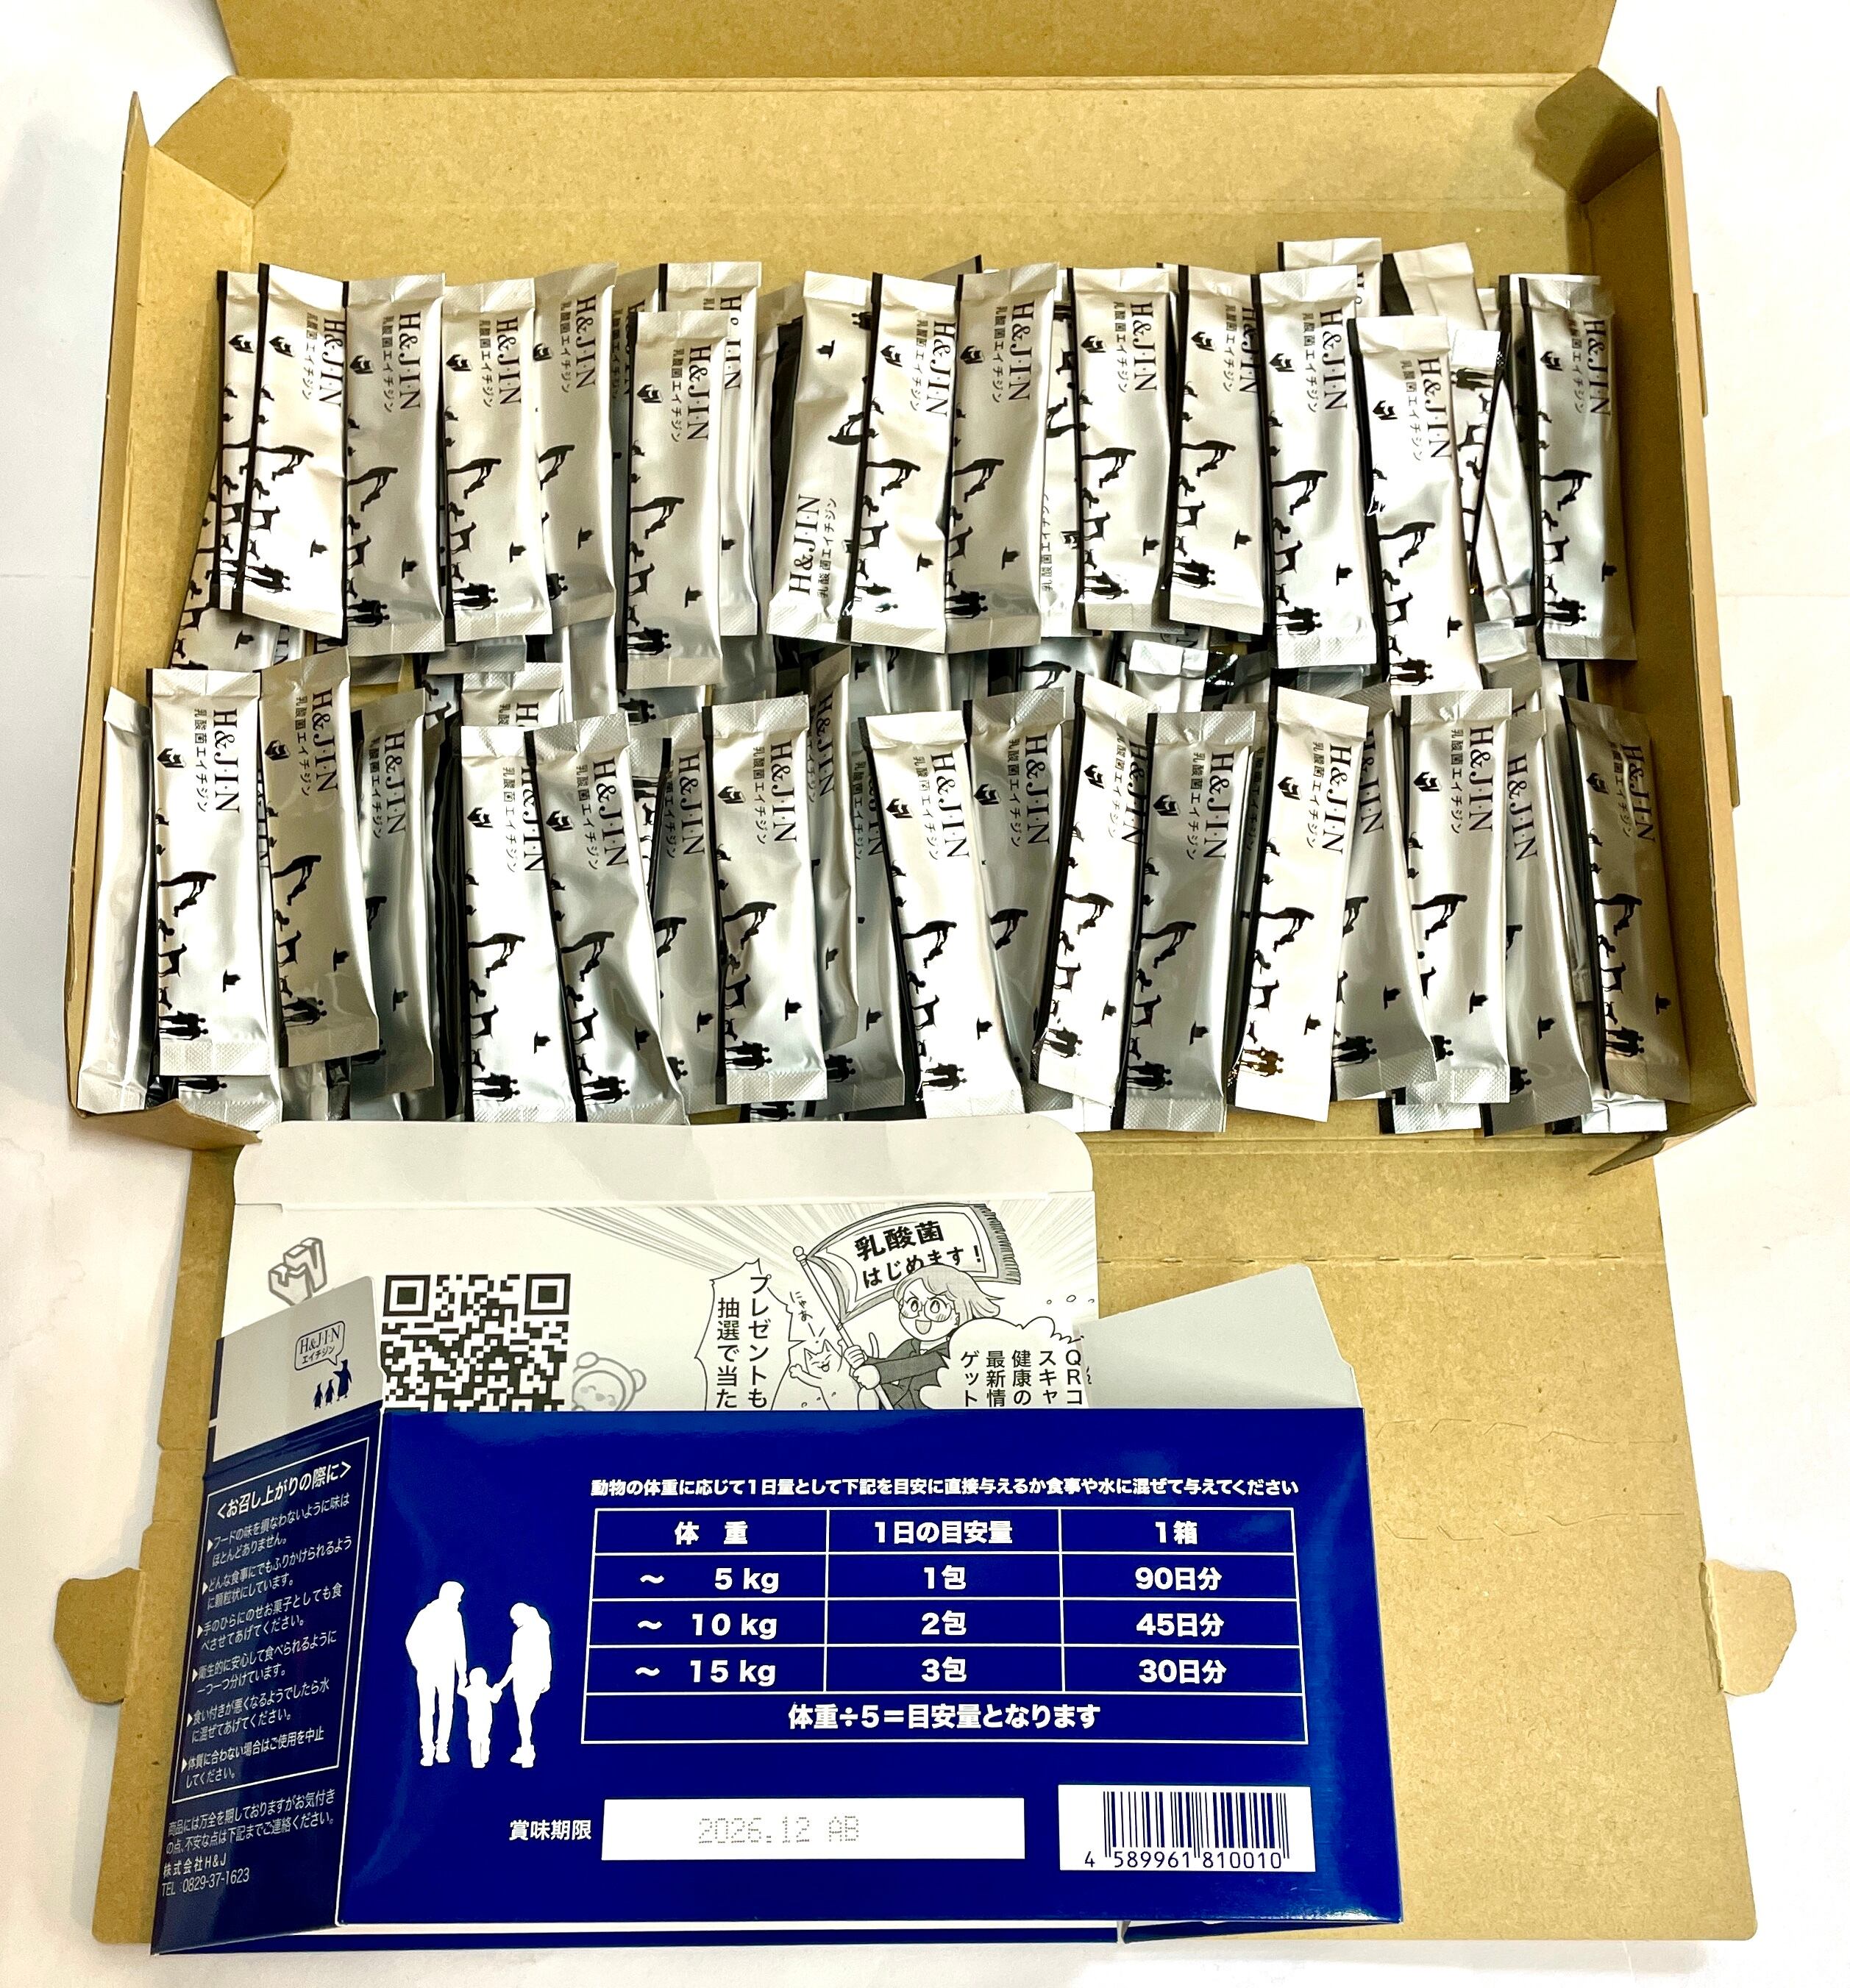 H&J·I·N
乳酸菌エイチジン
乳酸菌
はじめます!
にゃおー!
プレゼントも
抽選で当た
QRコ
スキャ
健康の
最新情
ゲット
H&J·I·N
エイチジン
<お召し上がりの際に>
▶フードの味を損なわないように味は
ほとんどありません。
▶どんな食事にでもふりかけられるよう
に顆粒状にしています。
▶手のひらにのせお菓子としても食
べさせてあげてください。
▶衛生的に安心して食べられるように
一つ一つ分けています。
▶食い付きが悪くなるようでしたら水
に混ぜてあげてください。
▶体質に合わない場合はご使用を中止
してください。
商品には万全を期しておりますがお気付き
の点、不安な点は下記までご連絡ください。
株式会社H&J
TEL:0829-37-1623
動物の体重に応じて1日量として下記を目安に直接与えるか食事や水に混ぜて与えてください
体 重 1日の目安量 1箱
〜 5 kg 1包 90日分
〜 10 kg 2包 45日分
〜 15 kg 3包 30日分
体重÷5=目安量となります
賞味期限 2026.12 AB
4 589961 810010